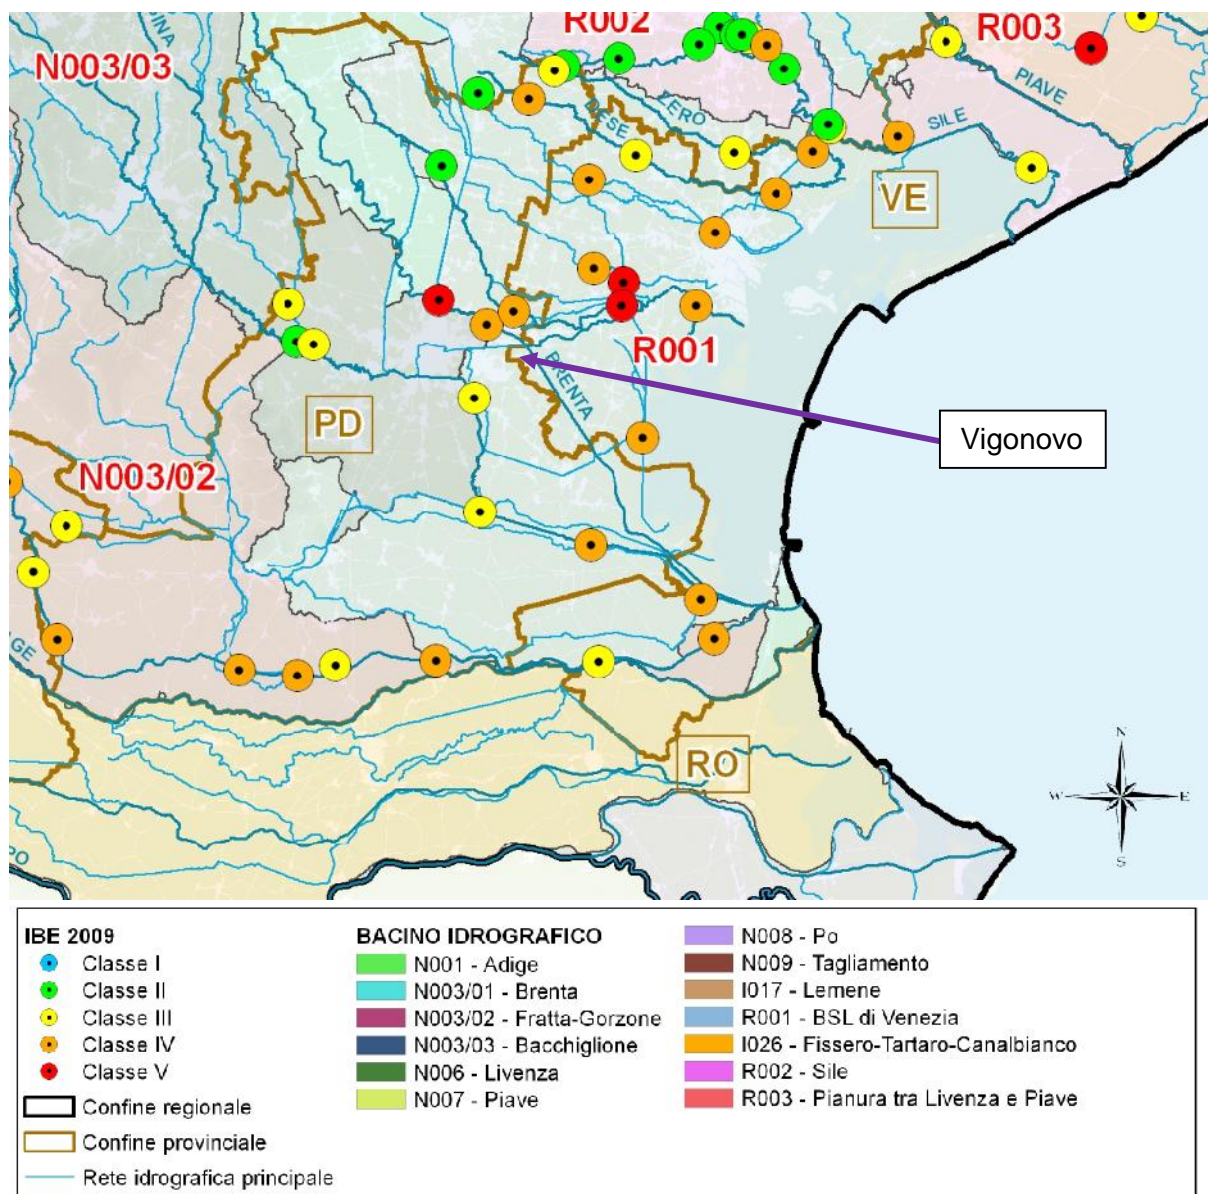 R002
R003
N003/03
DINA
PIAVE
ZERO
DESE
SILE
VE
R001
BRENTA
PD
Vigonovo
N003/02
GE
RO
N
W
E
S
PO
IBE 2009
Classe I
Classe II
Classe III
Classe IV
Classe V
Confine regionale
Confine provinciale
Rete idrografica principale
BACINO IDROGRAFICO
N001 - Adige
N003/01 - Brenta
N003/02 - Fratta-Gorzone
N003/03 - Bacchiglione
N006 - Livenza
N007 - Piave
N008 - Po
N009 - Tagliamento
I017 - Lemene
R001 - BSL di Venezia
I026 - Fissero-Tartaro-Canalbianco
R002 - Sile
R003 - Pianura tra Livenza e Piave